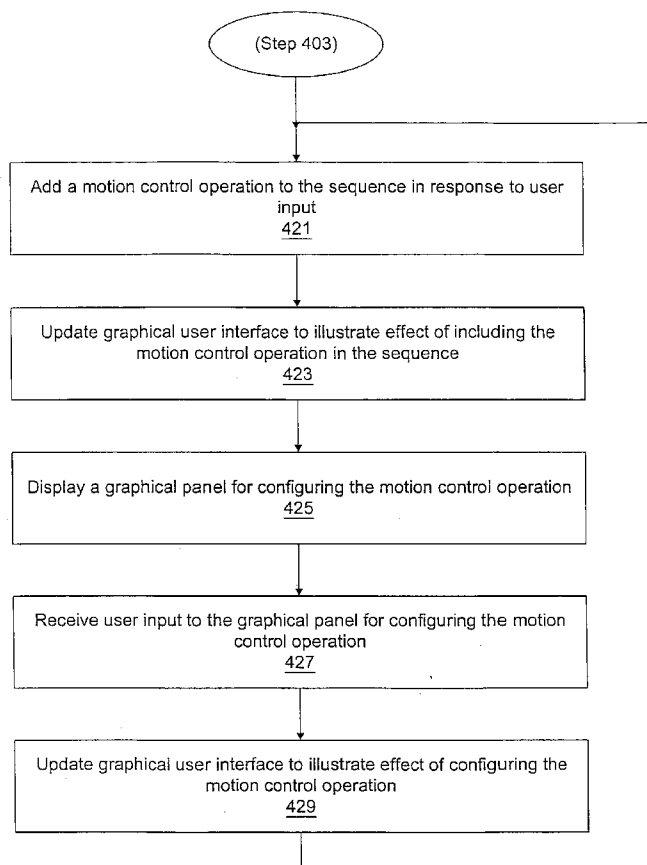 (Step 403)
Add a motion control operation to the sequence in response to user
input
421
Update graphical user interface to illustrate effect of including the
motion control operation in the sequence
423
Display a graphical panel for configuring the motion control operation
425
Receive user input to the graphical panel for configuring the motion
control operation
427
Update graphical user interface to illustrate effect of configuring the
motion control operation
429